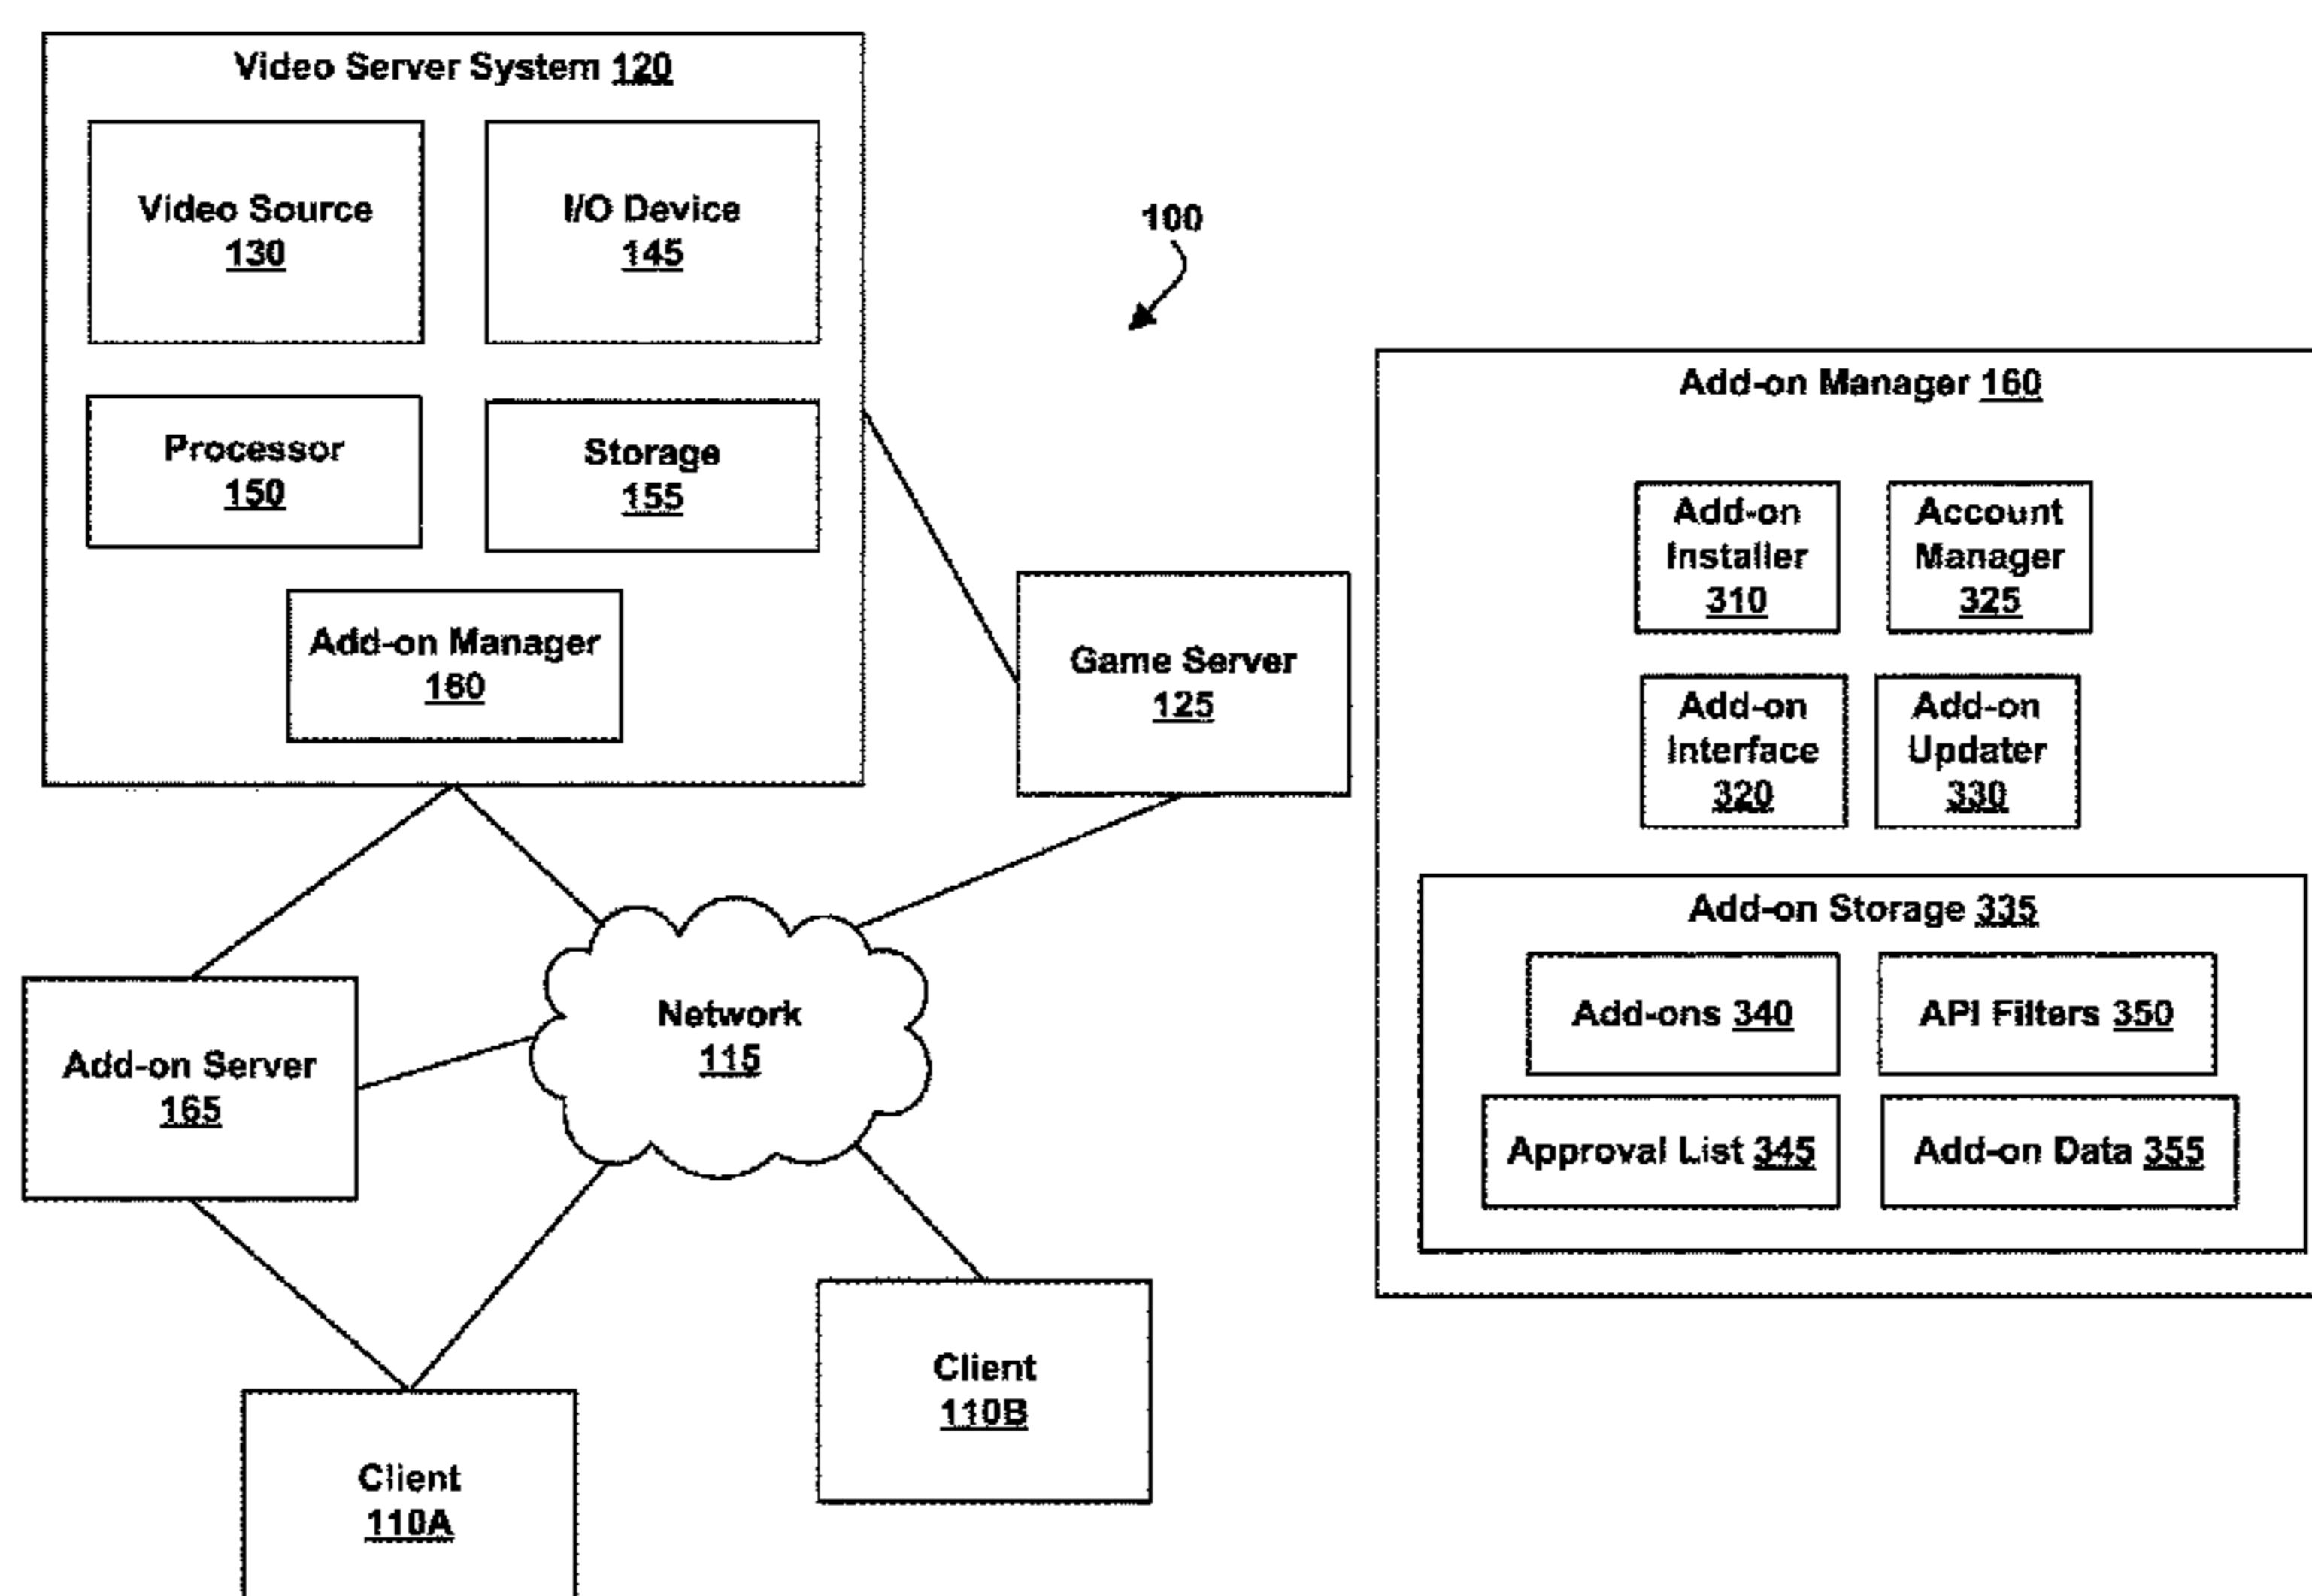 Video Server System 120
Video Source
130
I/O Device
145
Processor
150
Storage
155
Add-on Manager
160
100
Game Server
125
Network
115
Add-on Server
165
Client
110A
Client
110B
Add-on Manager 160
Add-on
Installer
310
Account
Manager
325
Add-on
Interface
320
Add-on
Updater
330
Add-on Storage 335
Add-ons 340
API Filters 350
Approval List 345
Add-on Data 355